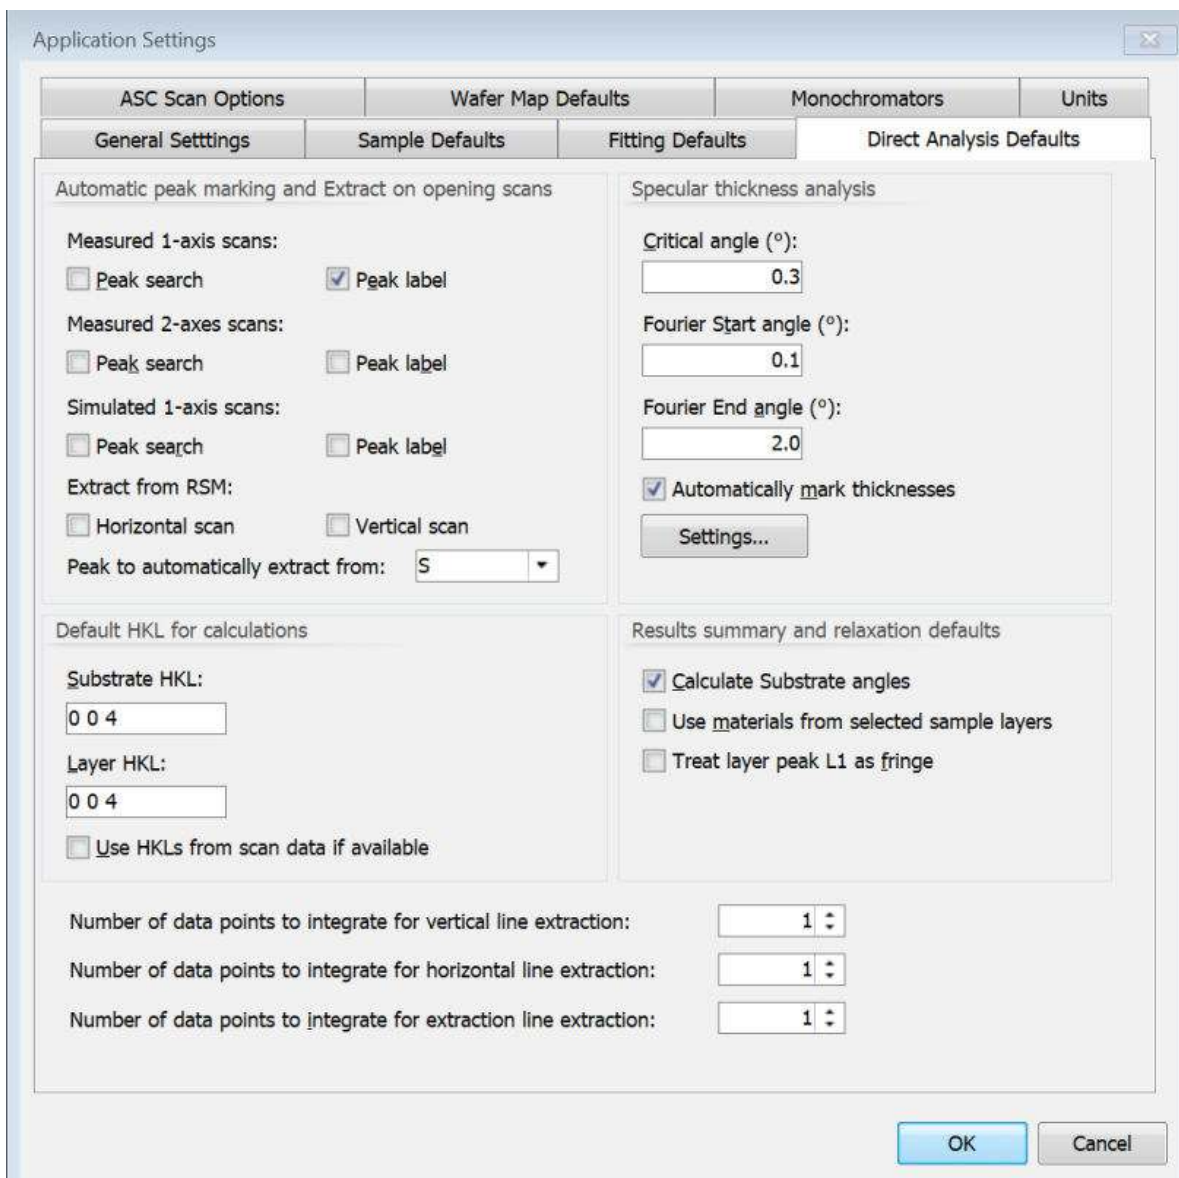 Application Settings
ASC Scan Options Wafer Map Defaults Monochromators Units
General Setttings Sample Defaults Fitting Defaults Direct Analysis Defaults
Automatic peak marking and Extract on opening scans
Measured 1-axis scans:
Peak search Peak label
Measured 2-axes scans:
Peak search Peak label
Simulated 1-axis scans:
Peak search Peak label
Extract from RSM:
Horizontal scan Vertical scan
Peak to automatically extract from: S
Specular thickness analysis
Critical angle (º):
0.3
Fourier Start angle (º):
0.1
Fourier End angle (º):
2.0
Automatically mark thicknesses
Settings...
Default HKL for calculations
Substrate HKL:
0 0 4
Layer HKL:
0 0 4
Use HKLs from scan data if available
Results summary and relaxation defaults
Calculate Substrate angles
Use materials from selected sample layers
Treat layer peak L1 as fringe
Number of data points to integrate for vertical line extraction: 1
Number of data points to integrate for horizontal line extraction: 1
Number of data points to integrate for extraction line extraction: 1
OK Cancel